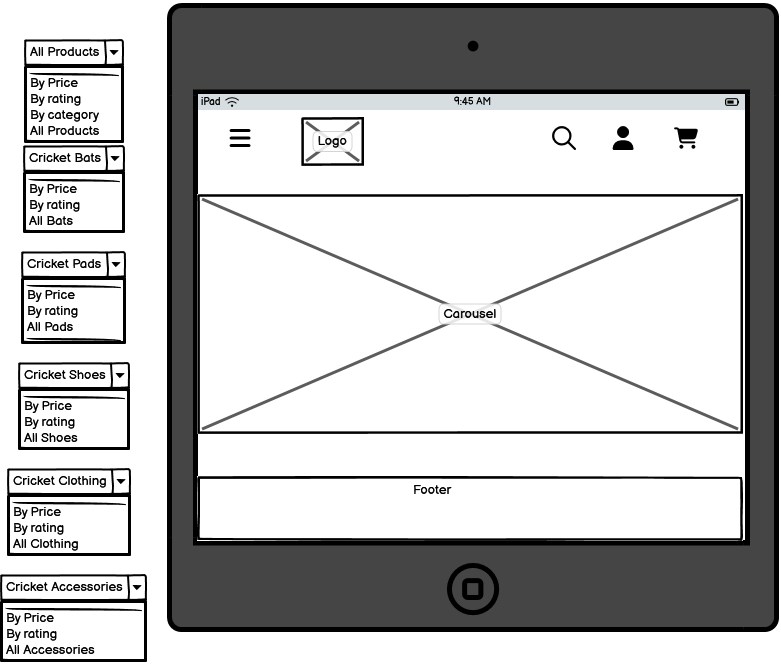 All Products
By Price
By rating
By category
All Products
Cricket Bats
By Price
By rating
All Bats
Cricket Pads
By Price
By rating
All Pads
Cricket Shoes
By Price
By rating
All Shoes
Cricket Clothing
By Price
By rating
All Clothing
Cricket Accessories
By Price
By rating
All Accessories
iPad
9:45 AM
Logo
Carousel
Footer